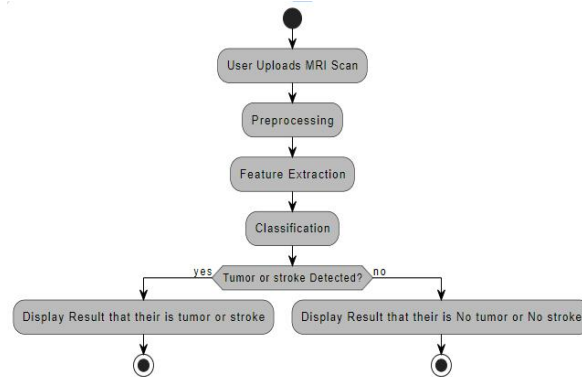 User Uploads MRI Scan
Preprocessing
Feature Extraction
Classification
yes
Tumor or stroke Detected?
no
Display Result that their is tumor or stroke
Display Result that their is No tumor or No stroke